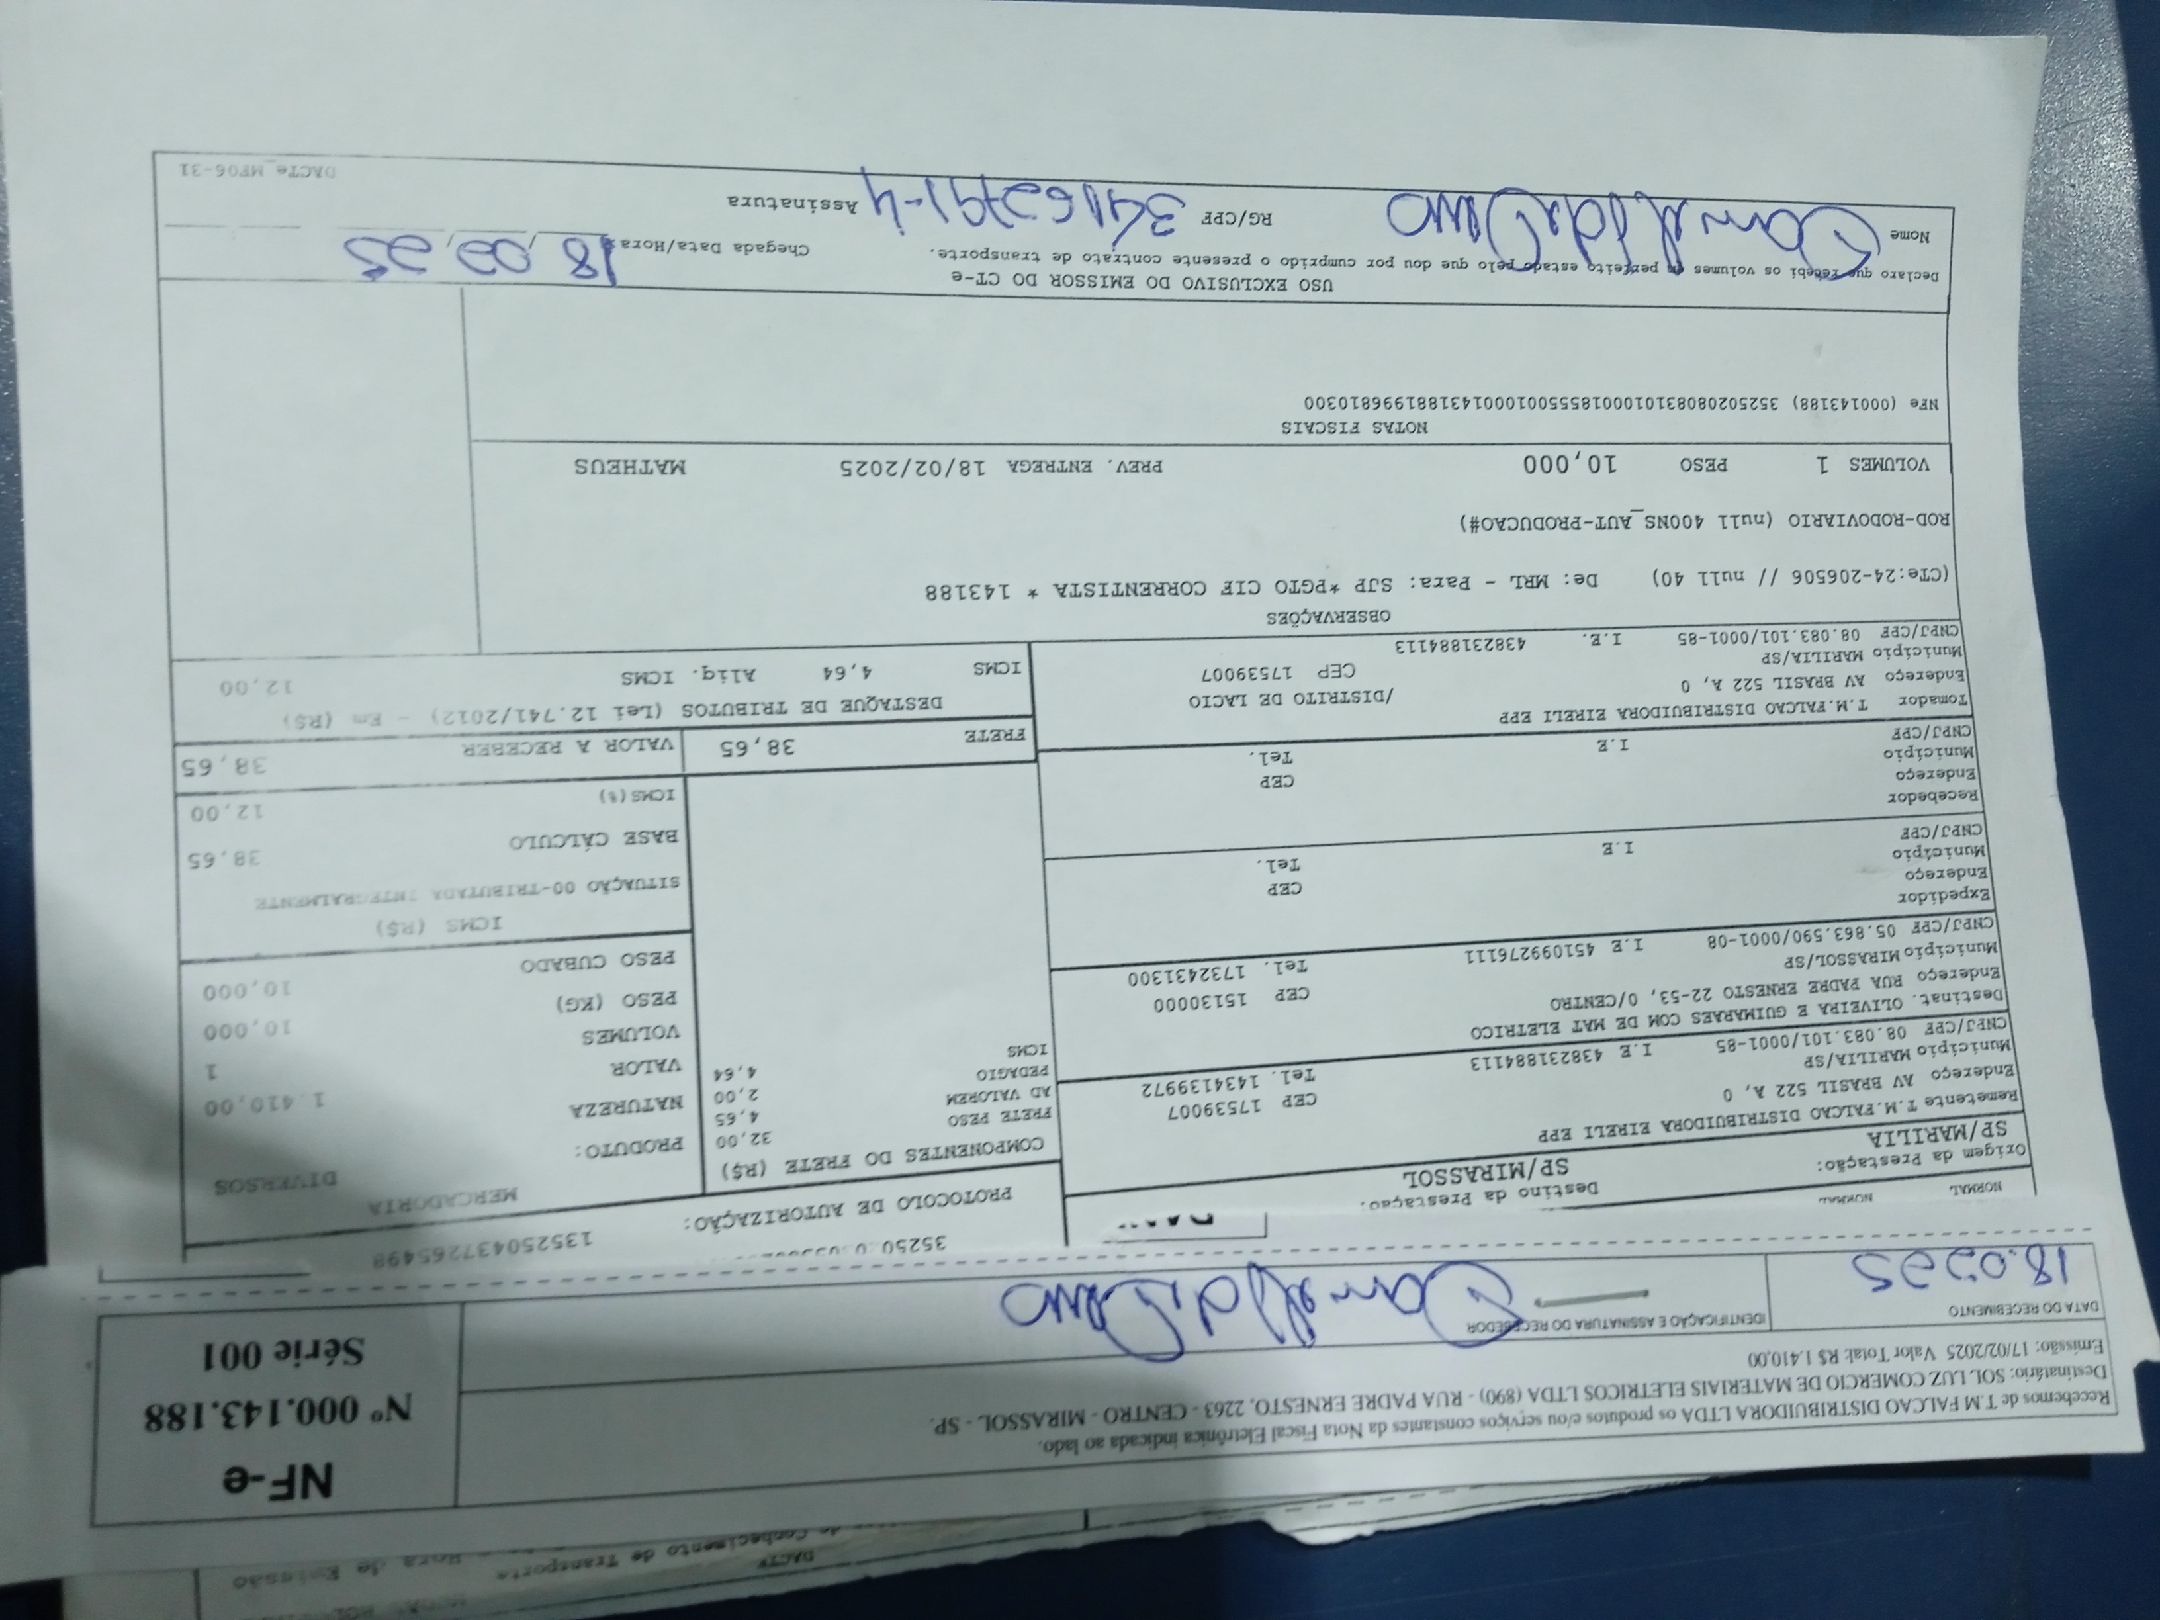 NF-e
Nº 000.143.188
Série 001
Recebemos de T.M FALCAO DISTRIBUIDORA LTDA os produtos e/ou serviços constantes da Nota Fiscal Eletrônica indicada ao lado.
Destinatário: SOL LUZ COMERCIO DE MATERIAIS ELETRICOS LTDA (890) - RUA PADRE ERNESTO, 2263 - CENTRO - MIRASSOL - SP.
Emissão: 17/02/2025 Valor Total: R$ 1.410,00
DATA DO RECEBIMENTO
IDENTIFICAÇÃO E ASSINATURA DO RECEBEDOR
18.02.25
NORMAL NORMAL
Origem da Prestação: Destino da Prestação:
SP/MARILIA SP/MIRASSOL
Remetente T.M.FALCAO DISTRIBUIDORA EIRELI EPP
Endereço AV BRASIL 522 A, 0 CEP 17539007
Município MARILIA/SP Tel. 1434139972
CNPJ/CPF 08.083.101/0001-85 I.E 438231884113
Destinat. OLIVEIRA E GUIMARAES COM DE MAT ELETRICO
Endereço RUA PADRE ERNESTO 22-53, 0/CENTRO CEP 15130000
Município MIRASSOL/SP Tel. 1732431300
CNPJ/CPF 05.863.590/0001-08 I.E 451099276111
Expedidor
Endereço CEP
Município Tel.
CNPJ/CPF I.E
Recebedor
Endereço CEP
Município Tel.
CNPJ/CPF I.E
Tomador T.M.FALCAO DISTRIBUIDORA EIRELI EPP
Endereço AV BRASIL 522 A, 0 /DISTRITO DE LACIO
Município MARILIA/SP CEP 17539007
CNPJ/CPF 08.083.101/0001-85 I.E. 438231884113
PROTOCOLO DE AUTORIZAÇÃO: 135250437265498
COMPONENTES DO FRETE (R$)
FRETE PESO 32,00
AD VALOREM 4,65
PEDAGIO 2,00
ICMS 4,64
MERCADORIA
PRODUTO: DIVERSOS
NATUREZA
VALOR 1.410,00
VOLUMES 1
PESO (KG) 10,000
PESO CUBADO 10,000
ICMS (R$)
SITUAÇÃO 00-TRIBUTADA INTEGRALMENTE
BASE CÁLCULO 38,65
ICMS(%) 12,00
FRETE 38,65 VALOR A RECEBER 38,65
DESTAQUE DE TRIBUTOS (Lei 12.741/2012) - Em (R$)
ICMS 4,64 Aliq. ICMS 12,00
OBSERVAÇÕES
(CTe:24-206506 // null 40) De: MRL - Para: SJP *PGTO CIF CORRENTISTA * 143188
ROD-RODOVIARIO (null 400NS_AUT-PRODUCAO#)
VOLUMES 1 PESO 10,000 PREV. ENTREGA 18/02/2025 MATHEUS
NOTAS FISCAIS
NFe (000143188) 35250208083101000185550010001431881996810300
USO EXCLUSIVO DO EMISSOR DO CT-e
Declaro que recebi os volumes em perfeito estado pelo que dou por cumprido o presente contrato de transporte.
Chegada Data/Hora: 18/02/25
Nome RG/CPF 34116791-4 Assinatura
DACTe_MF06-31